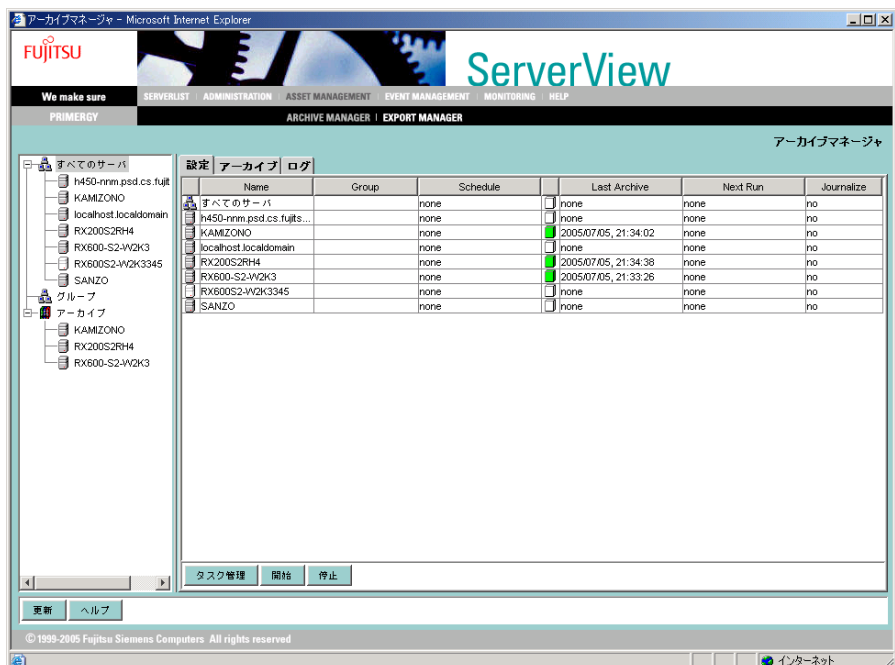 アーカイブマネージャ - Microsoft Internet Explorer
FUJITSU
ServerView
We make sure
SERVERLIST | ADMINISTRATION | ASSET MANAGEMENT | EVENT MANAGEMENT | MONITORING | HELP
PRIMERGY
ARCHIVE MANAGER | EXPORT MANAGER
アーカイブマネージャ
すべてのサーバ
h450-nnm.psd.cs.fujit
KAMIZONO
localhost.localdomain
RX200S2RH4
RX600-S2-W2K3
RX600S2-W2K3345
SANZO
グループ
アーカイブ
KAMIZONO
RX200S2RH4
RX600-S2-W2K3
設定 アーカイブ ログ
Name Group Schedule Last Archive Next Run Journalize
すべてのサーバ none none none no
h450-nnm.psd.cs.fujits... none none none no
KAMIZONO none 2005/07/05, 21:34:02 none no
localhost.localdomain none none none no
RX200S2RH4 none 2005/07/05, 21:34:38 none no
RX600-S2-W2K3 none 2005/07/05, 21:33:26 none no
RX600S2-W2K3345 none none none no
SANZO none none none no
タスク管理 開始 停止
更新 ヘルプ
© 1999-2005 Fujitsu Siemens Computers All rights reserved
インターネット